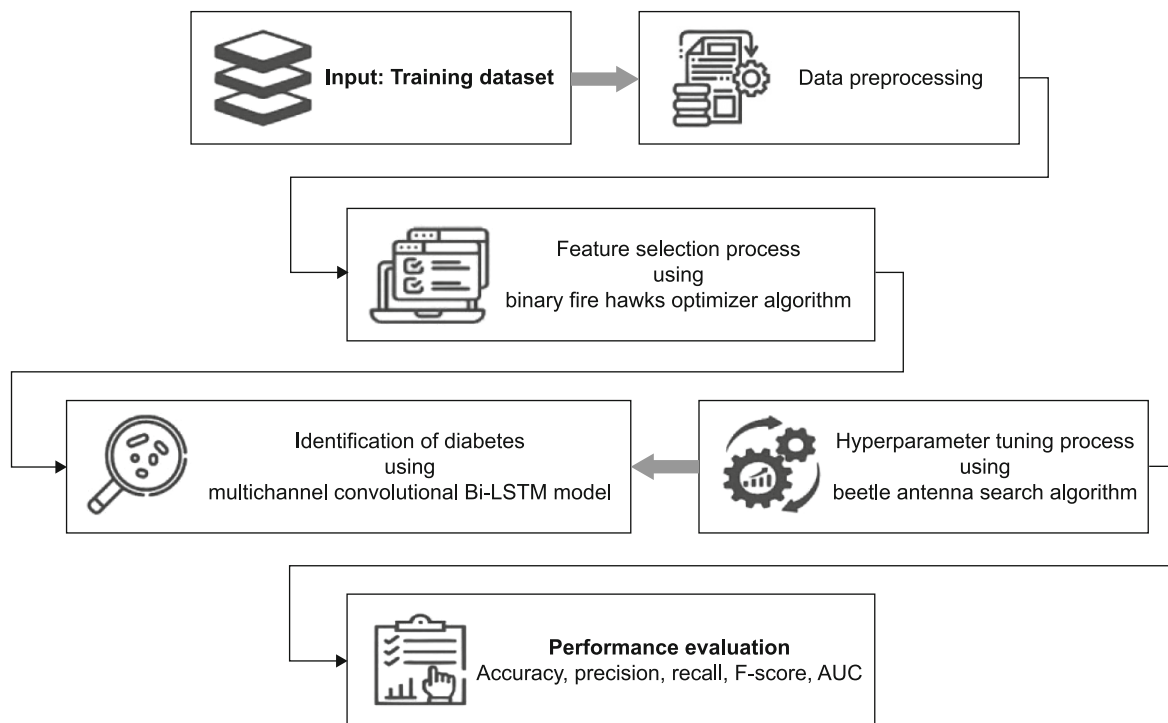 Input: Training dataset
Data preprocessing
Feature selection process
using
binary fire hawks optimizer algorithm
Identification of diabetes
using
multichannel convolutional Bi-LSTM model
Hyperparameter tuning process
using
beetle antenna search algorithm
Performance evaluation
Accuracy, precision, recall, F-score, AUC